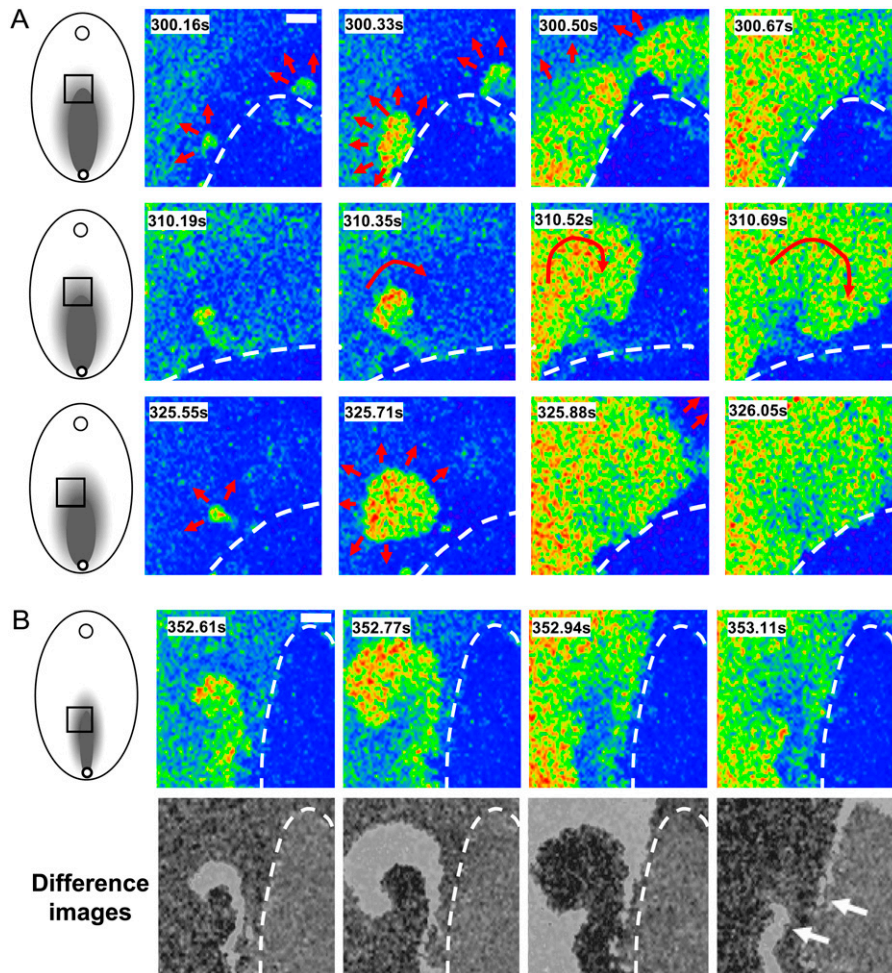 A
300.16s
300.33s
300.50s
300.67s
310.19s
310.35s
310.52s
310.69s
325.55s
325.71s
325.88s
326.05s
B
352.61s
352.77s
352.94s
353.11s
Difference
images